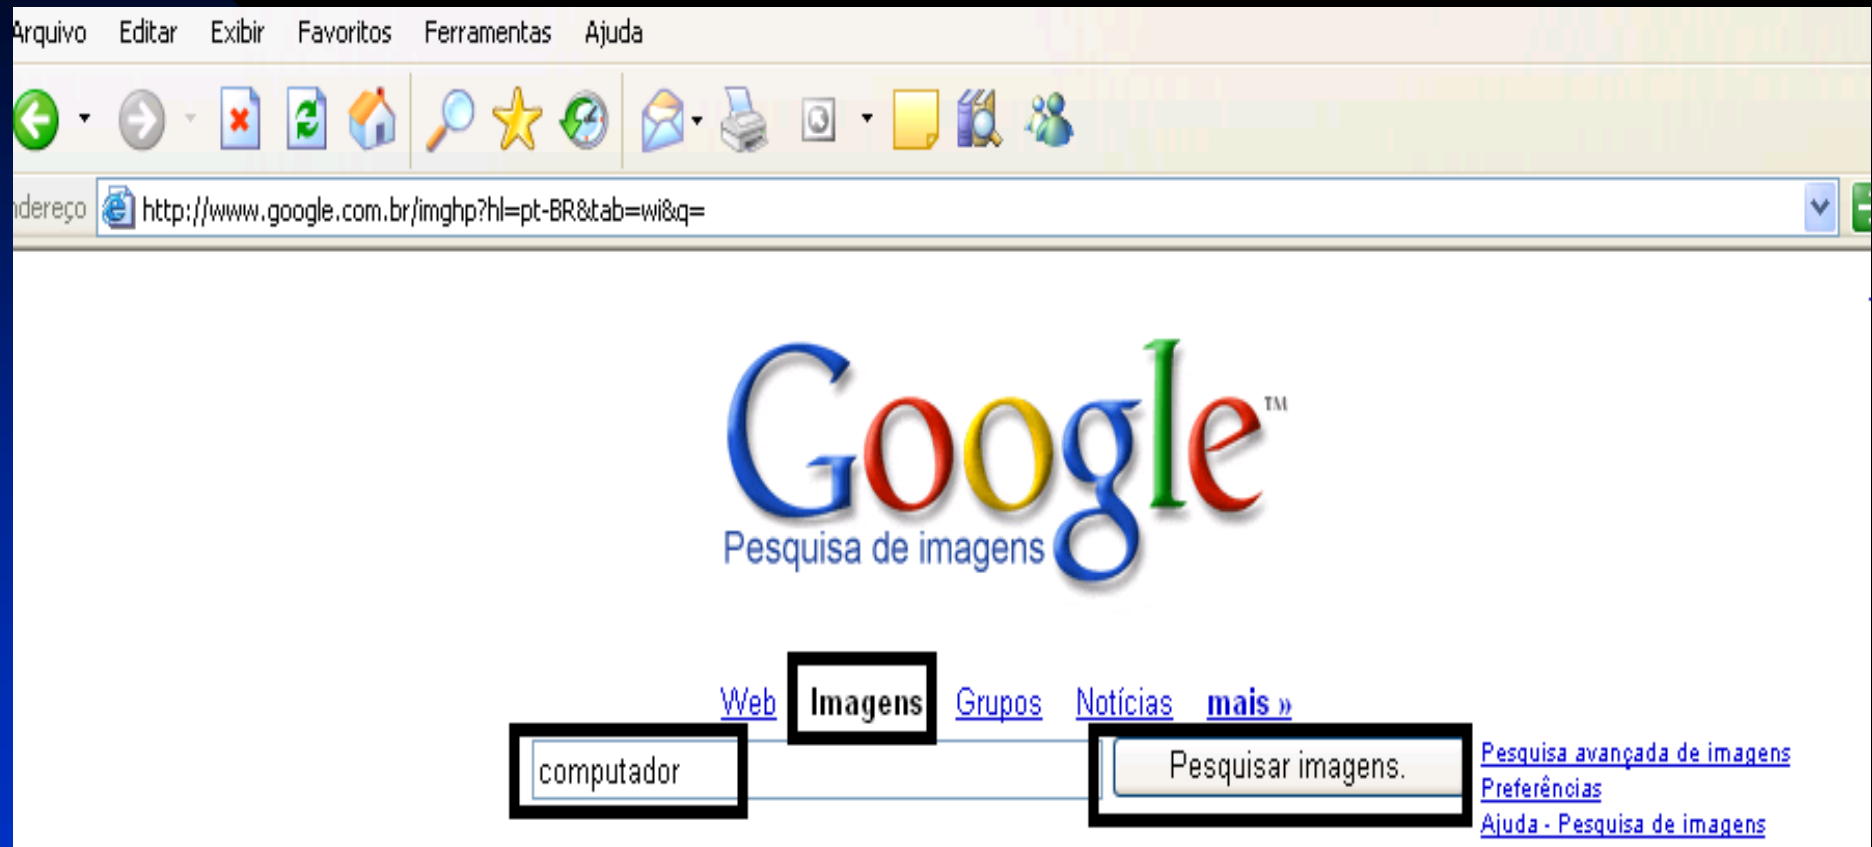 Arquivo Editar Exibir Favoritos Ferramentas Ajuda
ndereço http://www.google.com.br/imghp?hl=pt-BR&tab=wi&q=
Google™
Pesquisa de imagens
Web Imagens Grupos Notícias mais »
computador Pesquisar imagens. Pesquisa avançada de imagens
Preferências
Ajuda - Pesquisa de imagens